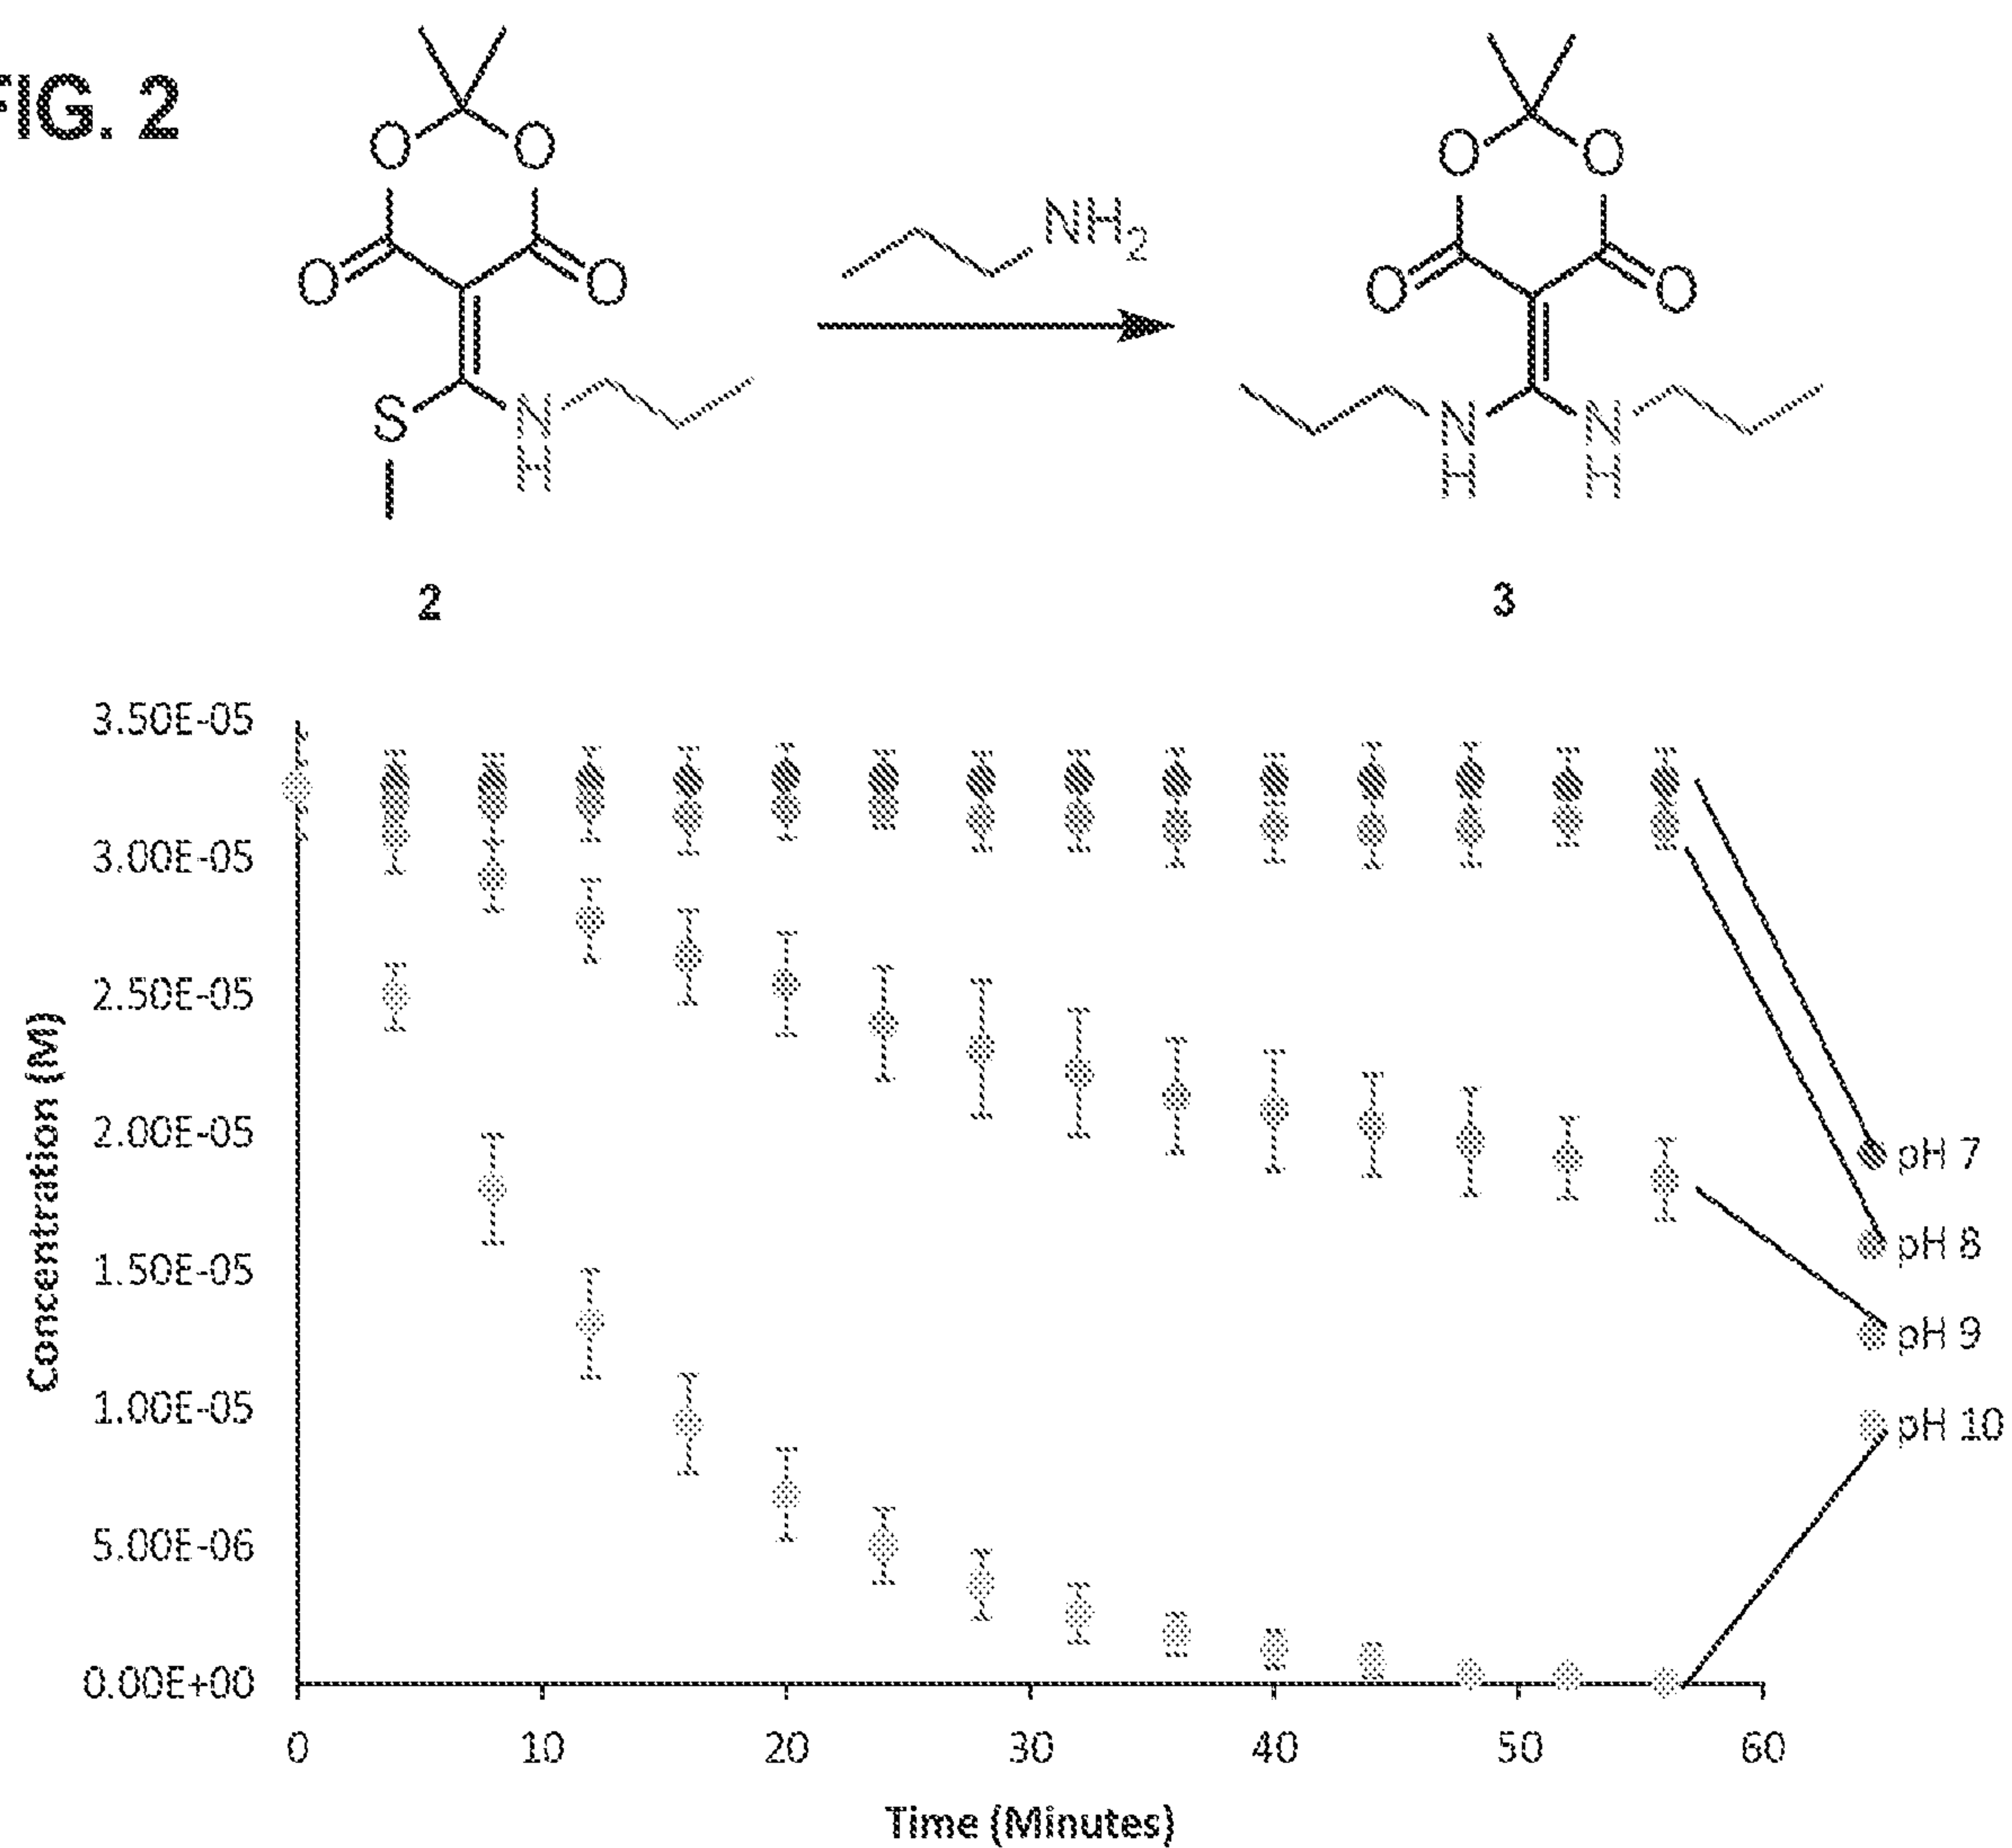 FIG. 2
O O
O O
S N
H
NH2
O O
O O
N N
H H
2
3
3.50E-05
3.00E-05
2.50E-05
2.00E-05
1.50E-05
1.00E-05
5.00E-06
0.00E+00
Concentration (M)
0 10 20 30 40 50 60
Time (Minutes)
pH 7
pH 8
pH 9
pH 10